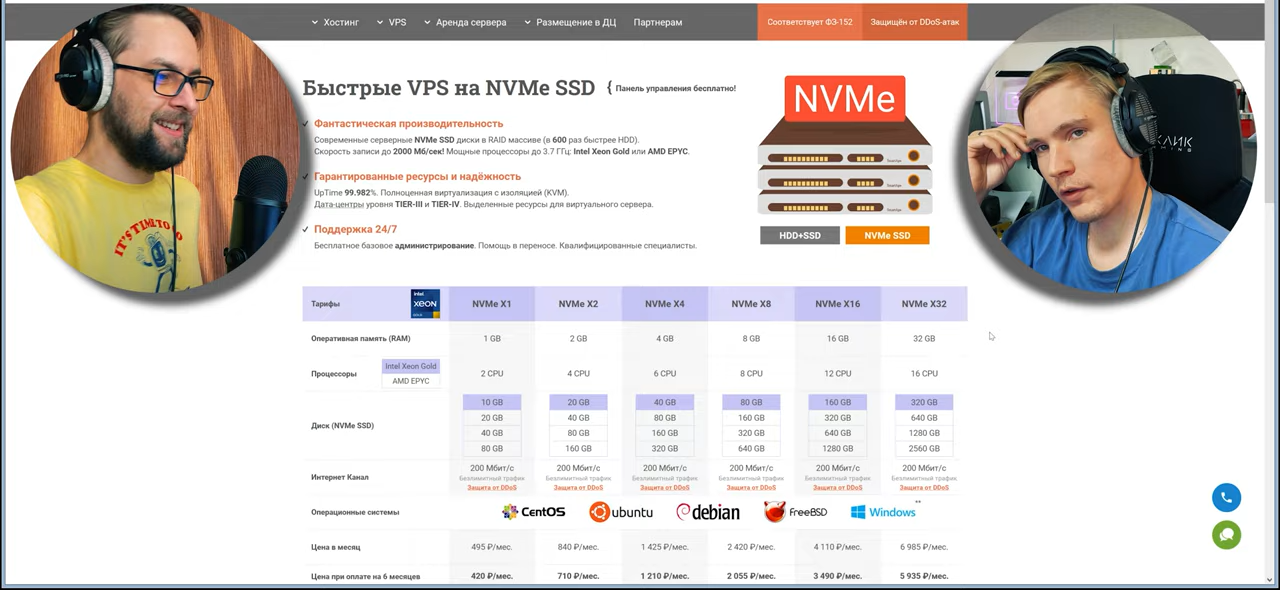 Хостинг VPS Аренда сервера Размещение в ДЦ Партнерам Соответствует ФЗ-152 Защищён от DDoS-атак
Быстрые VPS на NVMe SSD { Панель управления бесплатно!
Фантастическая производительность
Современные серверные NVMe SSD диски в RAID массиве (в 600 раз быстрее HDD).
Скорость записи до 2000 Мб/сек! Мощные процессоры до 3.7 ГГц: Intel Xeon Gold или AMD EPYC.
Гарантированные ресурсы и надёжность
UpTime 99.982%. Полноценная виртуализация с изоляцией (KVM).
Дата-центры уровня TIER-III и TIER-IV. Выделенные ресурсы для виртуального сервера.
Поддержка 24/7
Бесплатное базовое администрирование. Помощь в переносе. Квалифицированные специалисты.
NVMe
HDD+SSD NVMe SSD
IT'S TIME TO
Тарифы intel XEON NVMe X1 NVMe X2 NVMe X4 NVMe X8 NVMe X16 NVMe X32
Оперативная память (RAM) 1 GB 2 GB 4 GB 8 GB 16 GB 32 GB
Процессоры Intel Xeon Gold 2 CPU 4 CPU 6 CPU 8 CPU 12 CPU 16 CPU
AMD EPYC
Диск (NVMe SSD)
10 GB 20 GB 40 GB 80 GB 160 GB 320 GB
20 GB 40 GB 80 GB 160 GB 320 GB 640 GB
40 GB 80 GB 160 GB 320 GB 640 GB 1280 GB
80 GB 160 GB 320 GB 640 GB 1280 GB 2560 GB
Интернет Канал
200 Мбит/с 200 Мбит/с 200 Мбит/с 200 Мбит/с 200 Мбит/с 200 Мбит/с
Безлимитный трафик Безлимитный трафик Безлимитный трафик Безлимитный трафик Безлимитный трафик Безлимитный трафик
Защита от DDoS Защита от DDoS Защита от DDoS Защита от DDoS Защита от DDoS Защита от DDoS
Операционные системы CentOS ubuntu debian FreeBSD Windows **
Цена в месяц 495 ₽/мес. 840 ₽/мес. 1 425 ₽/мес. 2 420 ₽/мес. 4 110 ₽/мес. 6 985 ₽/мес.
Цена при оплате на 6 месяцев 420 ₽/мес. 710 ₽/мес. 1 210 ₽/мес. 2 055 ₽/мес. 3 490 ₽/мес. 5 935 ₽/мес.